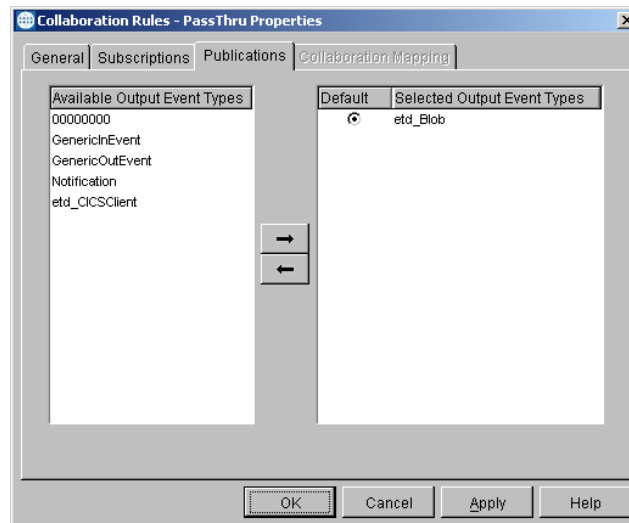 Collaboration Rules - PassThru Properties
General Subscriptions Publications Collaboration Mapping
Available Output Event Types
00000000
GenericInEvent
GenericOutEvent
Notification
etd_CICSClient
Default Selected Output Event Types
etd_Blob
OK Cancel Apply Help